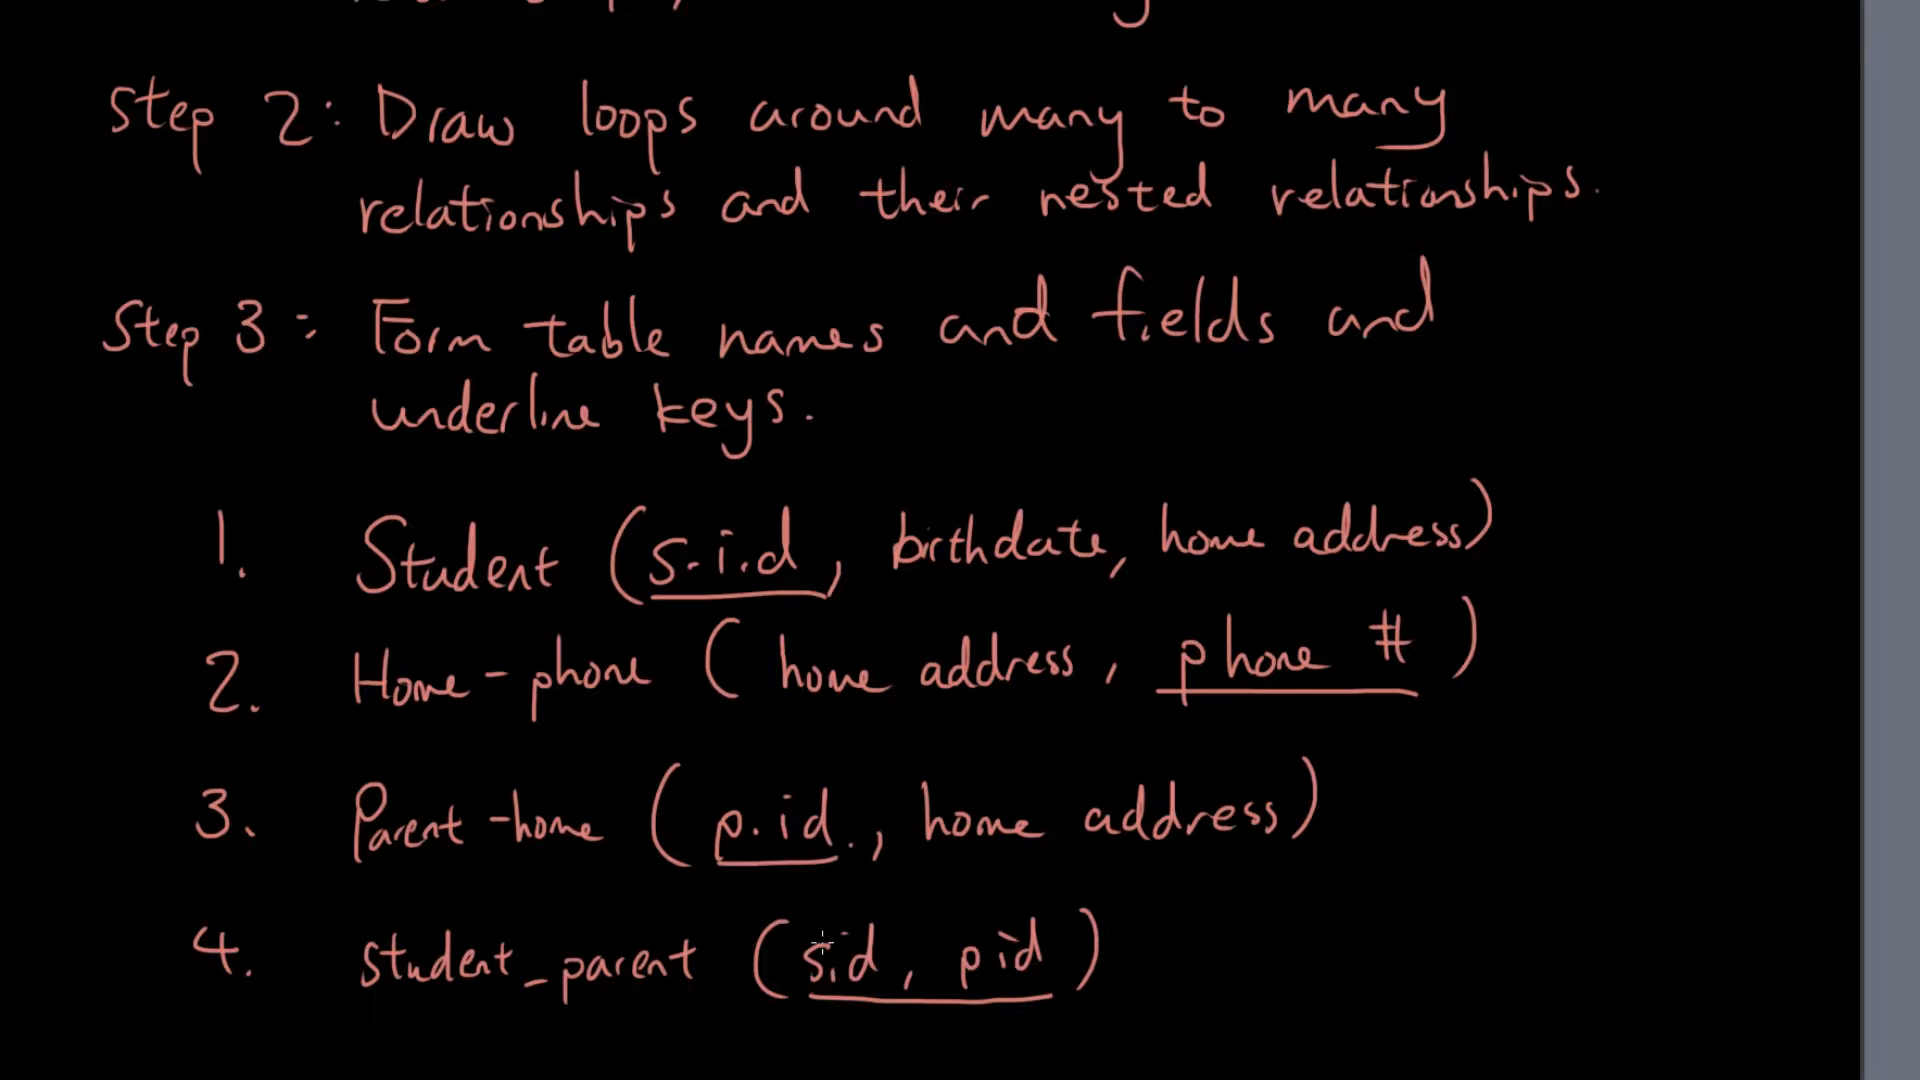 Step 2: Draw loops around many to many
relationships and their nested relationships.
Step 3: Form table names and fields and
underline keys.
1. Student (s.i.d, birthdate, home address)
2. Home-phone (home address, phone #)
3. Parent-home (p.id., home address)
4. student_parent (sid, pid)